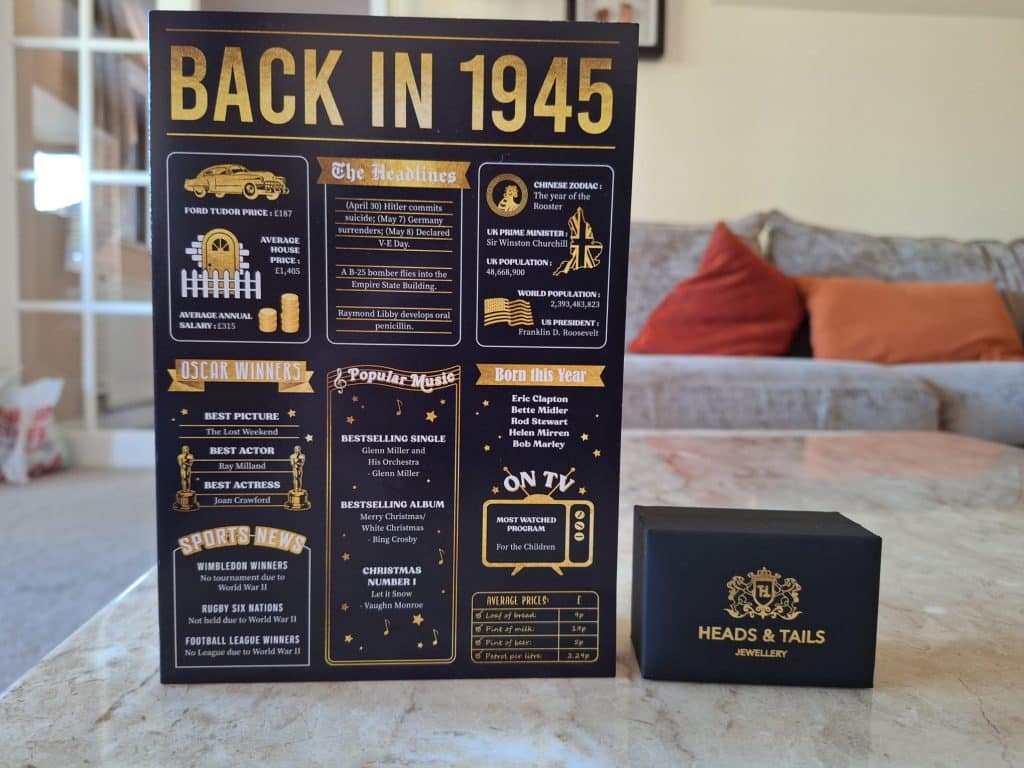 BACK IN 1945
FORD TUDOR PRICE : £187
AVERAGE
HOUSE
PRICE :
£1,405
AVERAGE ANNUAL
SALARY : £315
The Headlines
(April 30) Hitler commits
suicide; (May 7) Germany
surrenders; (May 8) Declared
V-E Day.
A B-25 bomber flies into the
Empire State Building.
Raymond Libby develops oral
penicillin.
CHINESE ZODIAC :
The year of the
Rooster
UK PRIME MINISTER :
Sir Winston Churchill
UK POPULATION :
48,668,900
WORLD POPULATION :
2,393,483,823
US PRESIDENT :
Franklin D. Roosevelt
OSCAR WINNERS
BEST PICTURE
The Lost Weekend
BEST ACTOR
Ray Milland
BEST ACTRESS
Joan Crawford
SPORTS NEWS
WIMBLEDON WINNERS
No tournament due to
World War II
RUGBY SIX NATIONS
Not held due to World War II
FOOTBALL LEAGUE WINNERS
No League due to World War II
Popular Music
BESTSELLING SINGLE
Glenn Miller and
His Orchestra
- Glenn Miller
BESTSELLING ALBUM
Merry Christmas/
White Christmas
- Bing Crosby
CHRISTMAS
NUMBER 1
Let it Snow
- Vaughn Monroe
Born this Year
Eric Clapton
Bette Midler
Rod Stewart
Helen Mirren
Bob Marley
ON TV
MOST WATCHED
PROGRAM
For the Children
AVERAGE PRICES: £
Loaf of bread: 9p
Pint of milk: 19p
Pint of beer: 5p
Petrol per litre: 2.29p
HEADS & TAILS
JEWELLERY